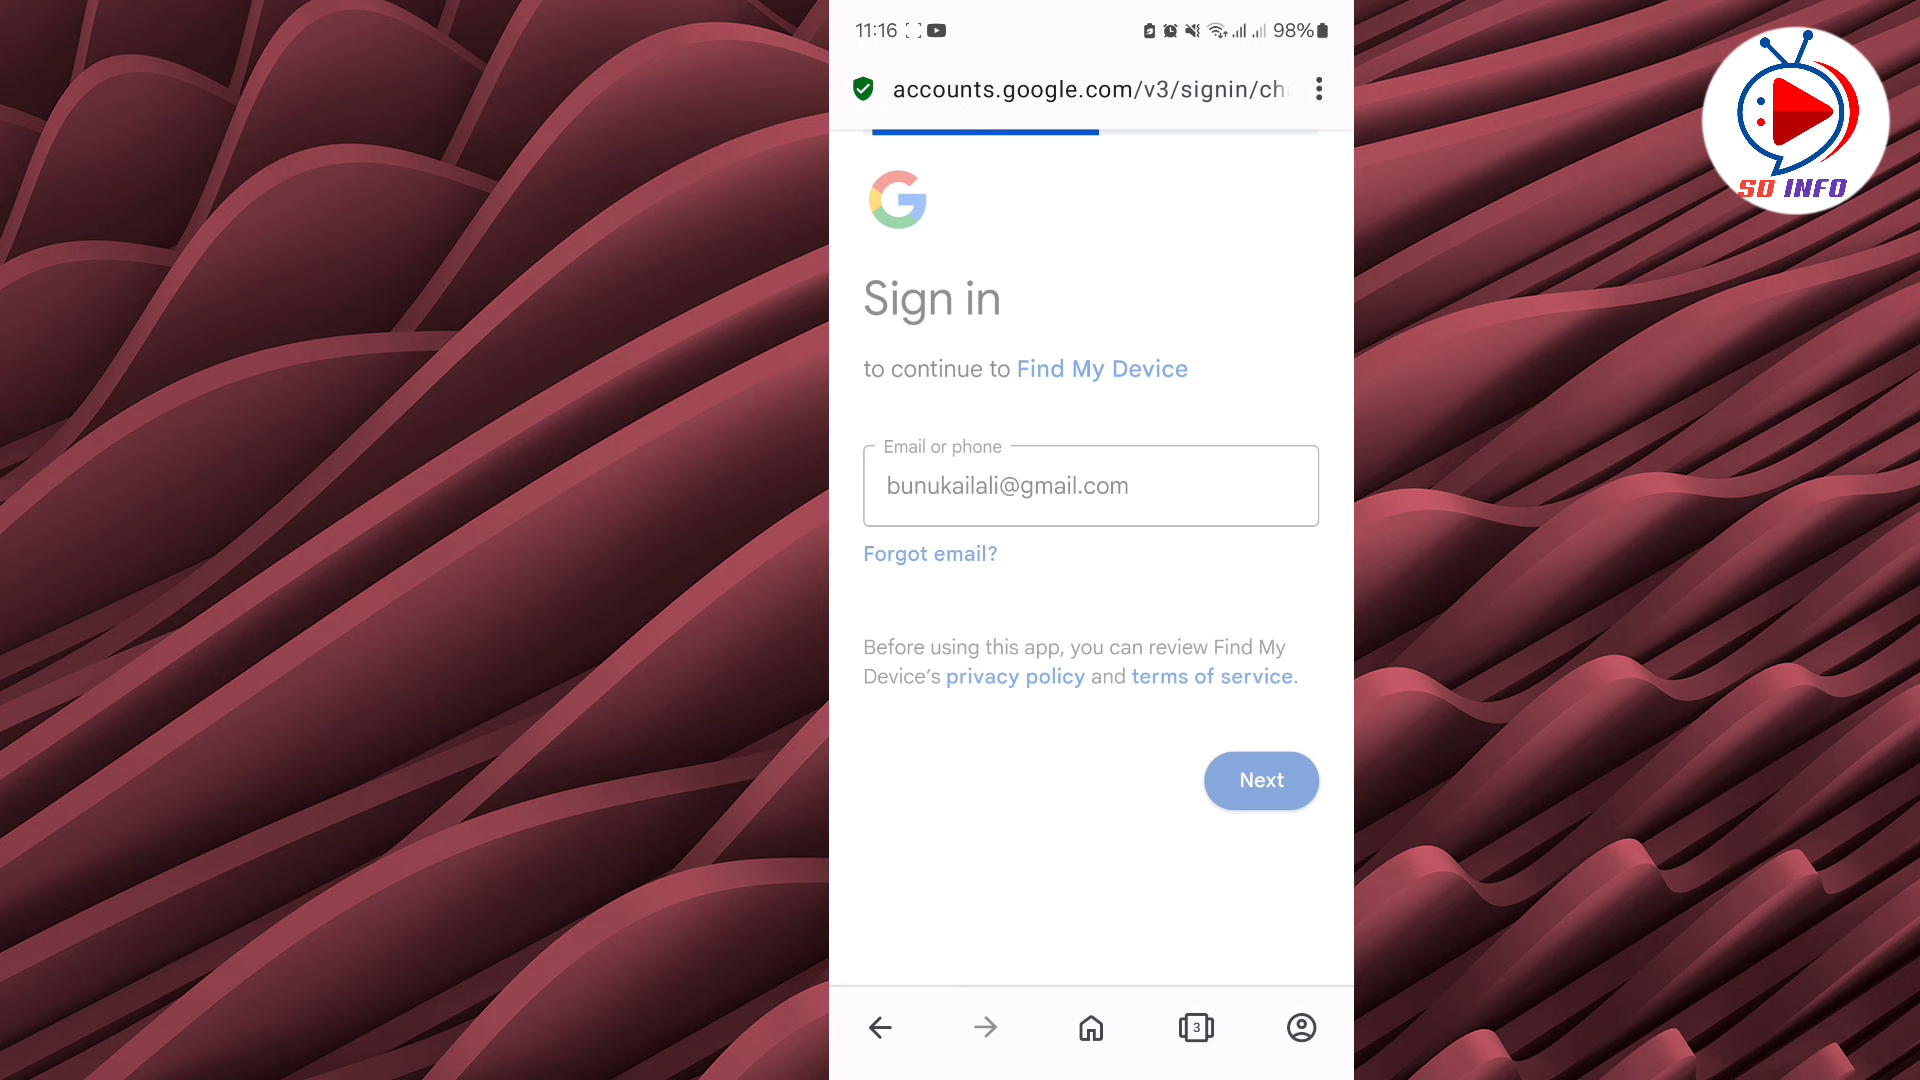 11:16
98%
accounts.google.com/v3/signin/ch
Sign in
to continue to Find My Device
Email or phone
bunukailali@gmail.com
Forgot email?
Before using this app, you can review Find My
Device’s privacy policy and terms of service.
Next
3
SD INFO